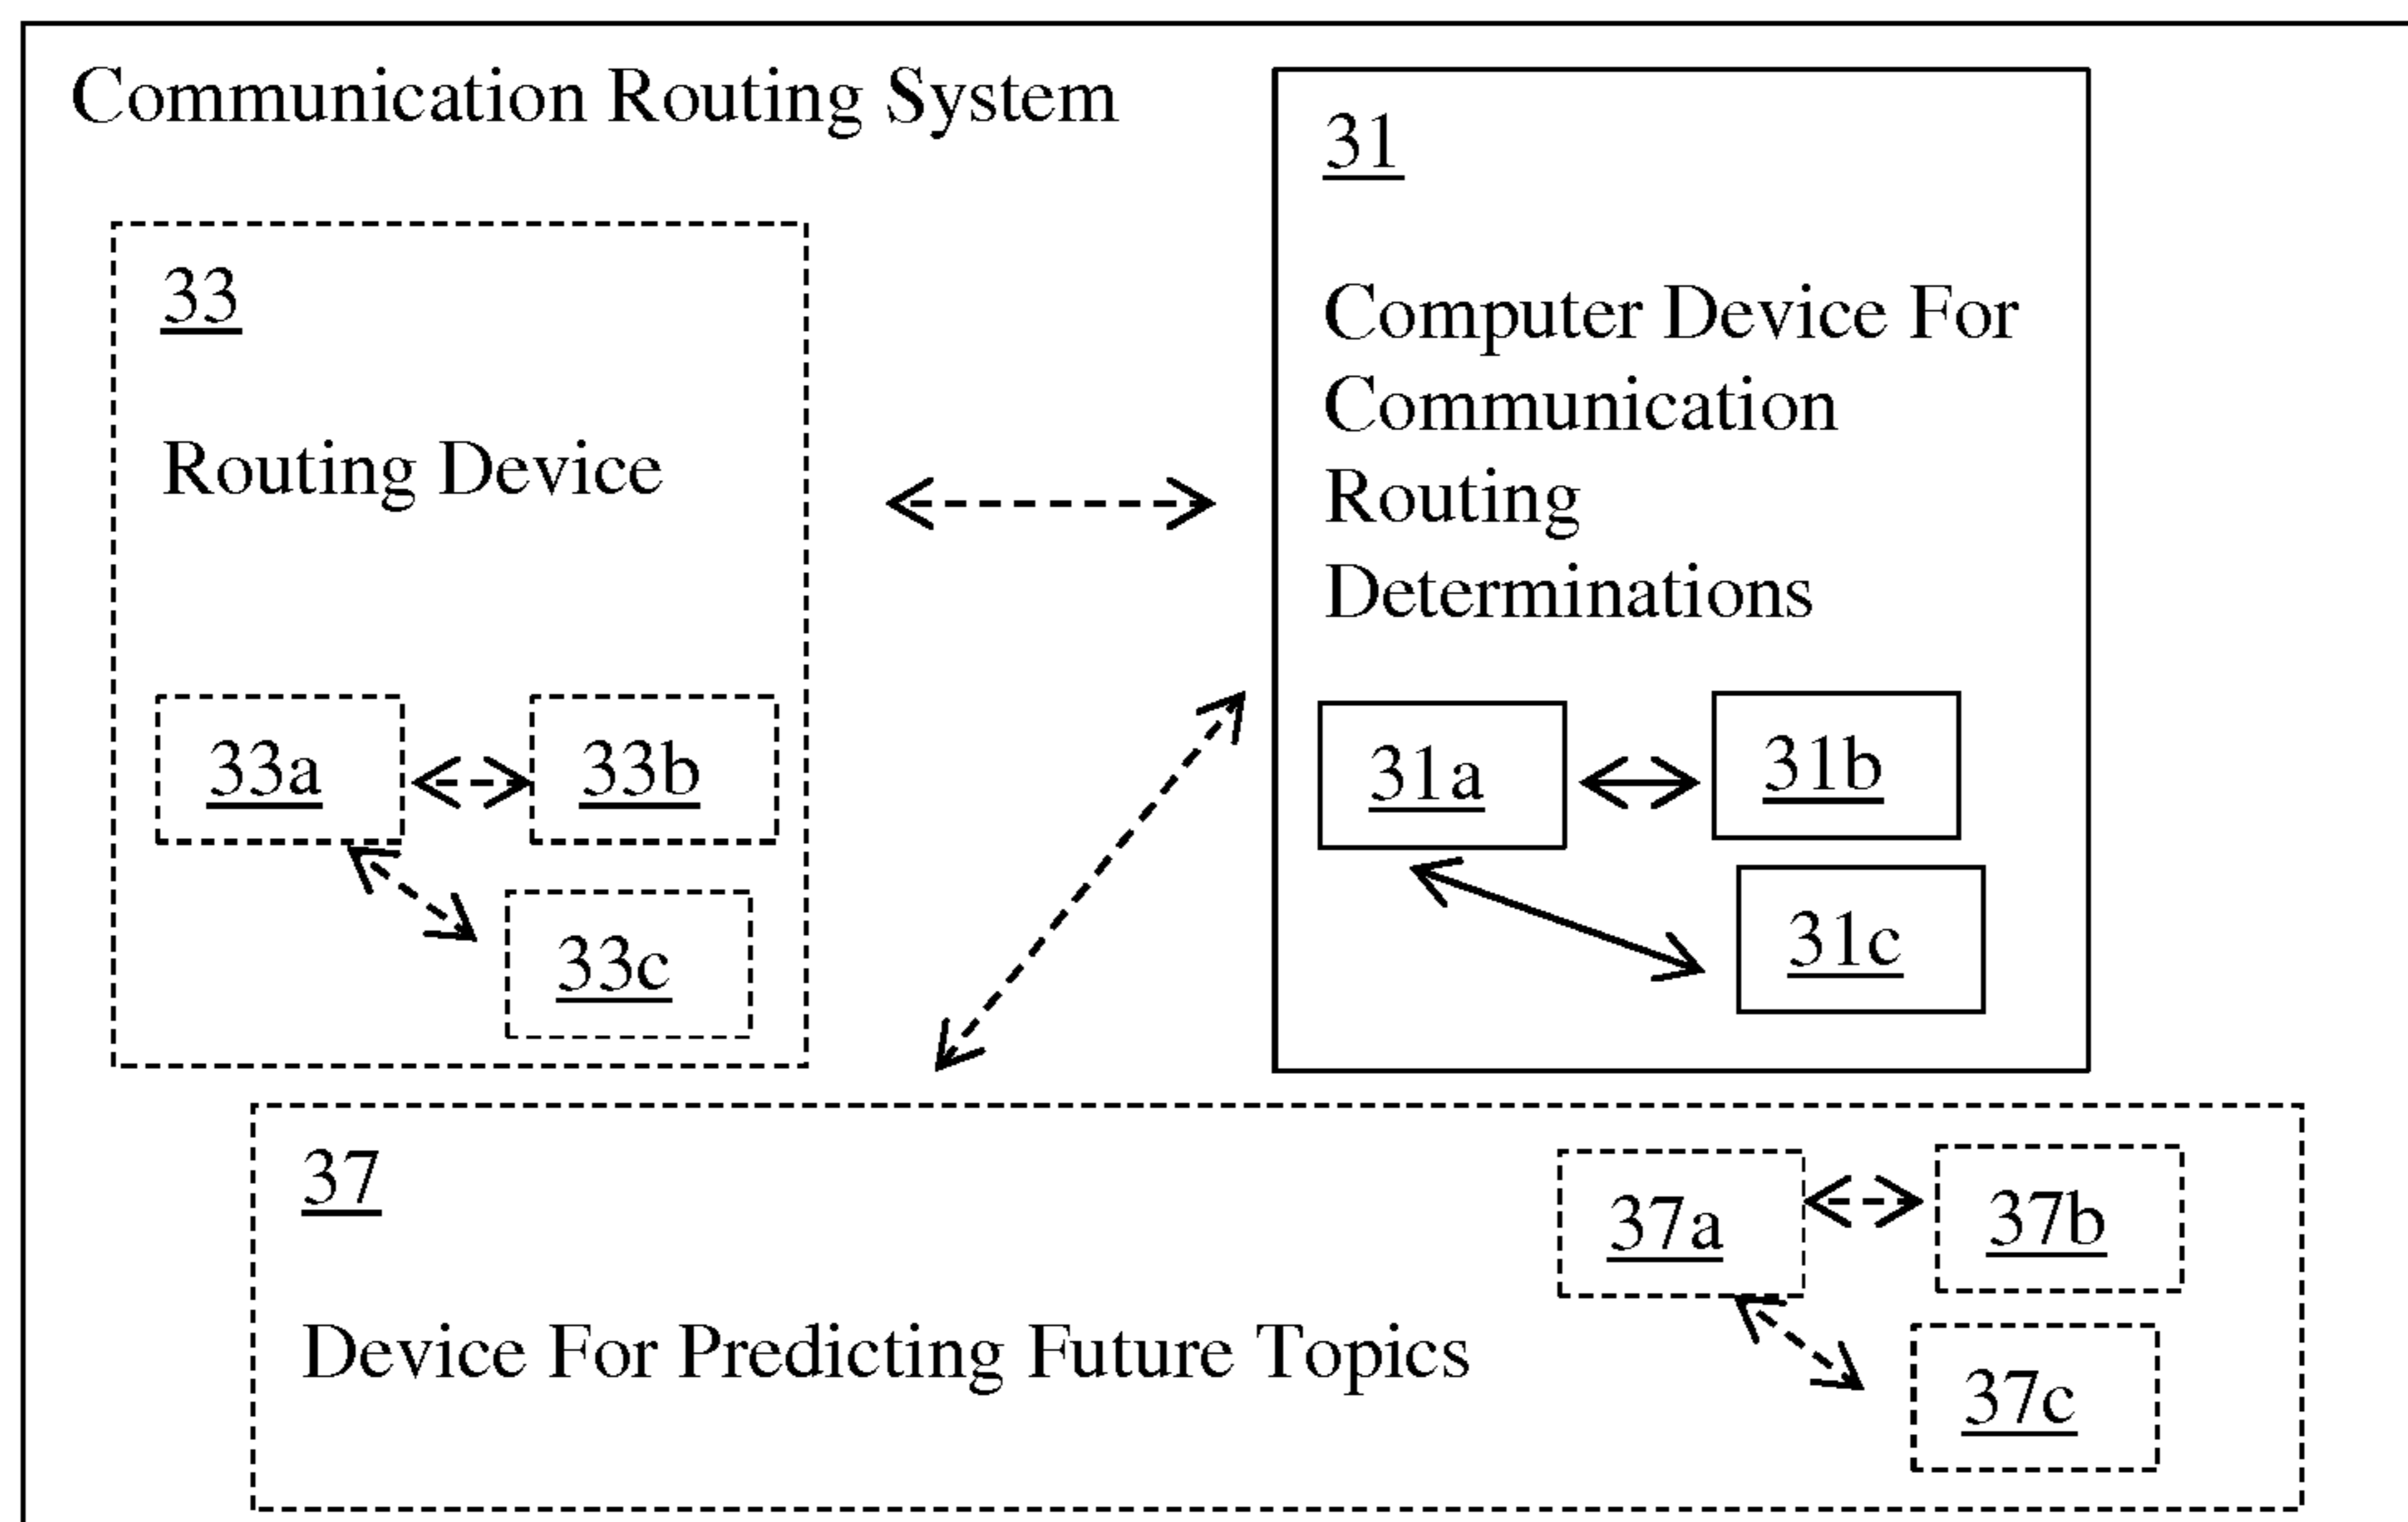 Communication Routing System
33
Routing Device
33a
33b
33c
31
Computer Device For
Communication
Routing
Determinations
31a
31b
31c
37
Device For Predicting Future Topics
37a
37b
37c